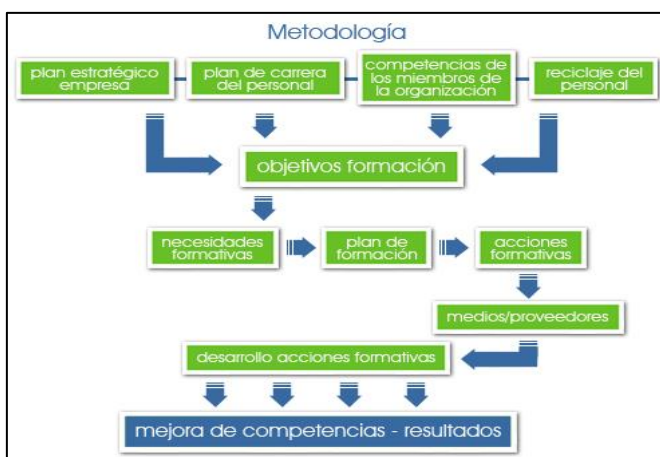 Metodología
plan estratégico
empresa
plan de carrera
del personal
competencias de
los miembros de
la organización
reciclaje del
personal
objetivos formación
necesidades
formativas
plan de
formación
acciones
formativas
medios/proveedores
desarrollo acciones formativas
mejora de competencias - resultados